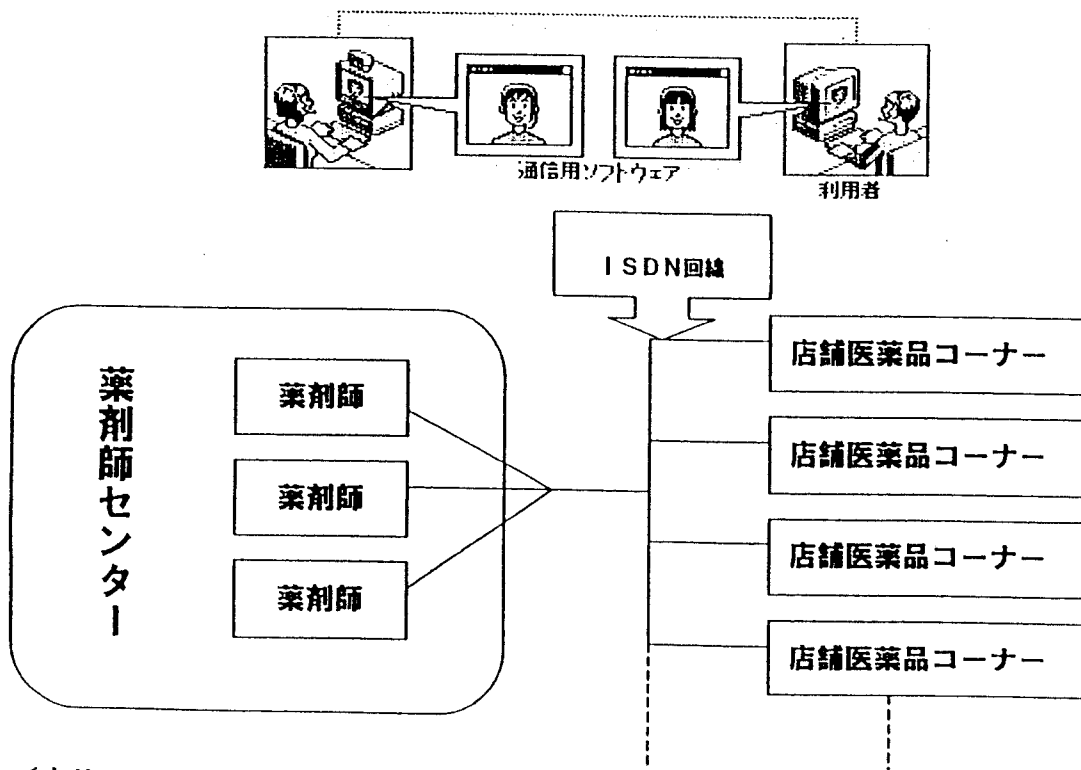 通信用ソフトウェア
利用者
ISDN回線
薬剤師センター
薬剤師
薬剤師
薬剤師
店舗医薬品コーナー
店舗医薬品コーナー
店舗医薬品コーナー
店舗医薬品コーナー